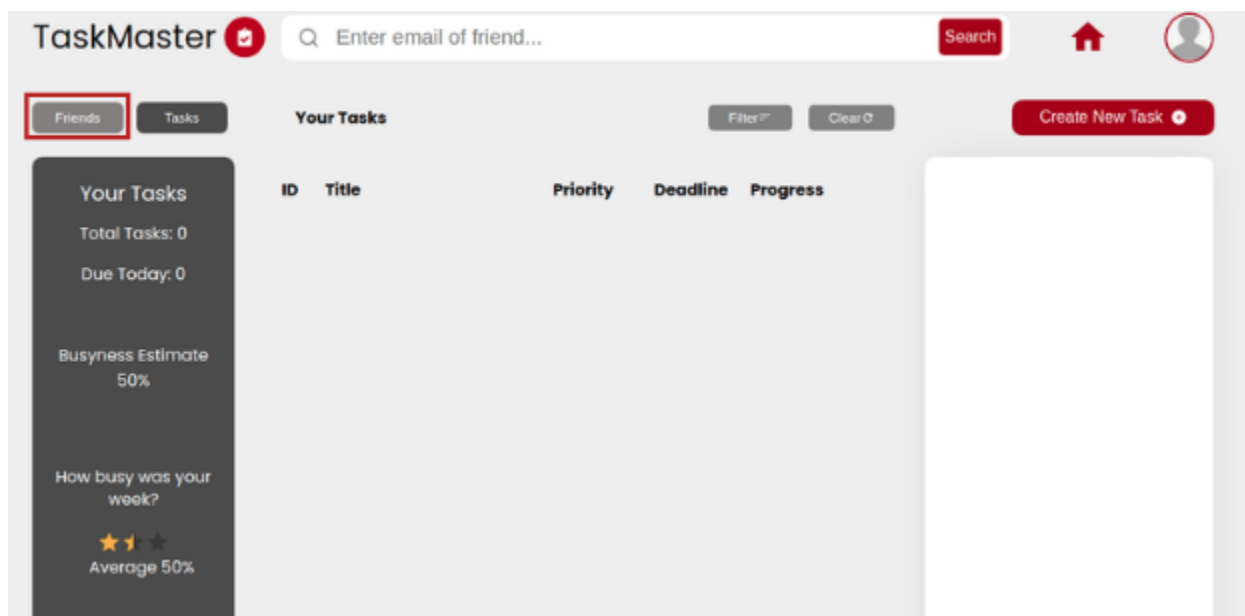 TaskMaster
Enter email of friend...
Search
Friends
Tasks
Your Tasks
Filter
Clear
Create New Task
Your Tasks
Total Tasks: 0
Due Today: 0
Busyness Estimate
50%
How busy was your
week?
Average 50%
ID Title Priority Deadline Progress